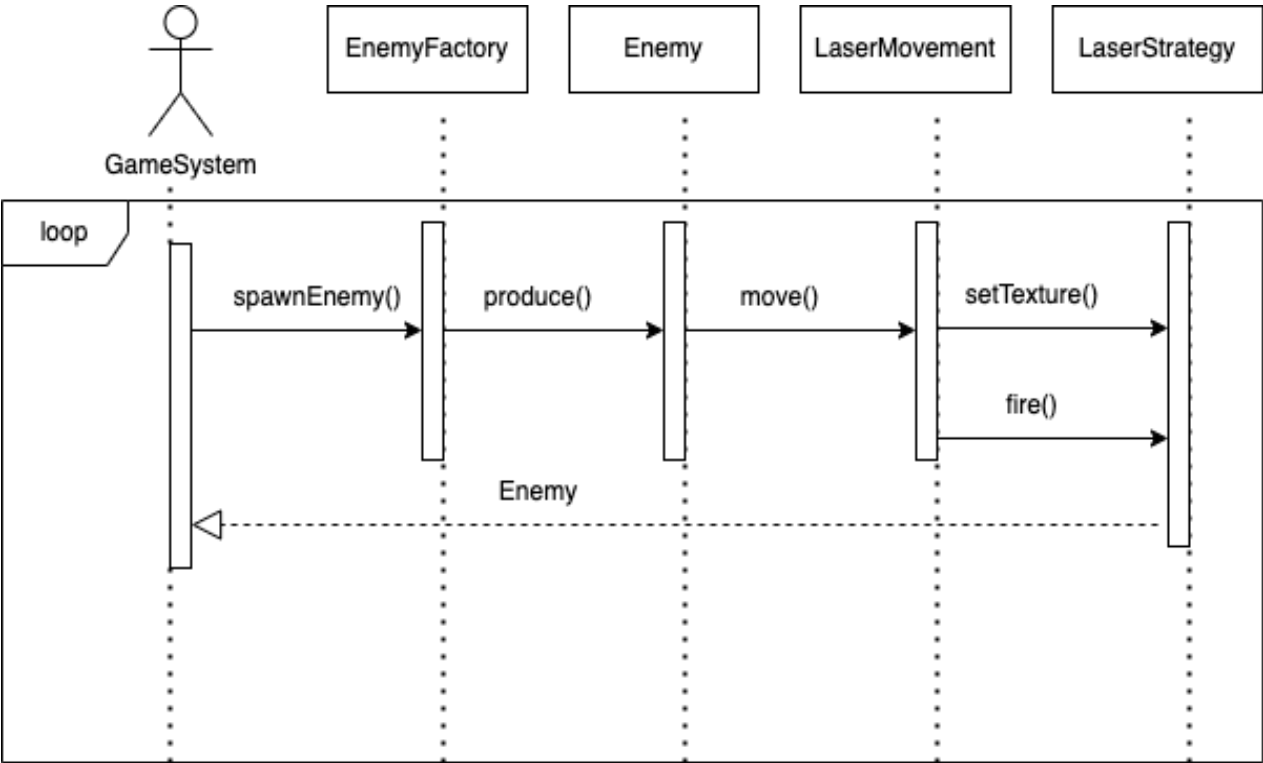 EnemyFactory
Enemy
LaserMovement
LaserStrategy
GameSystem
loop
spawnEnemy()
produce()
move()
setTexture()
fire()
Enemy